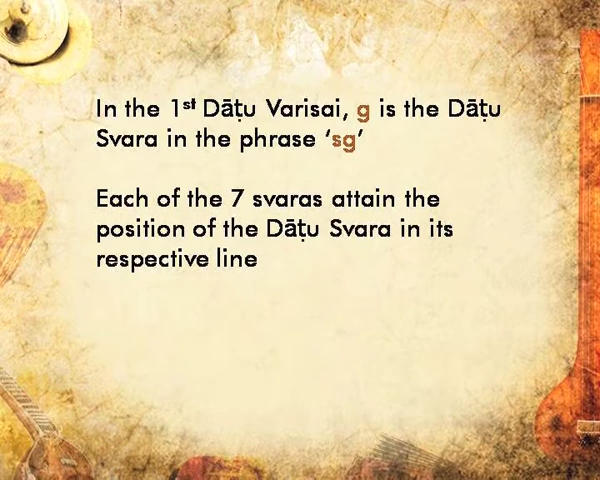 In the 1st Dāṭu Varisai, g is the Dāṭu
Svara in the phrase ‘sg’
Each of the 7 svaras attain the
position of the Dāṭu Svara in its
respective line